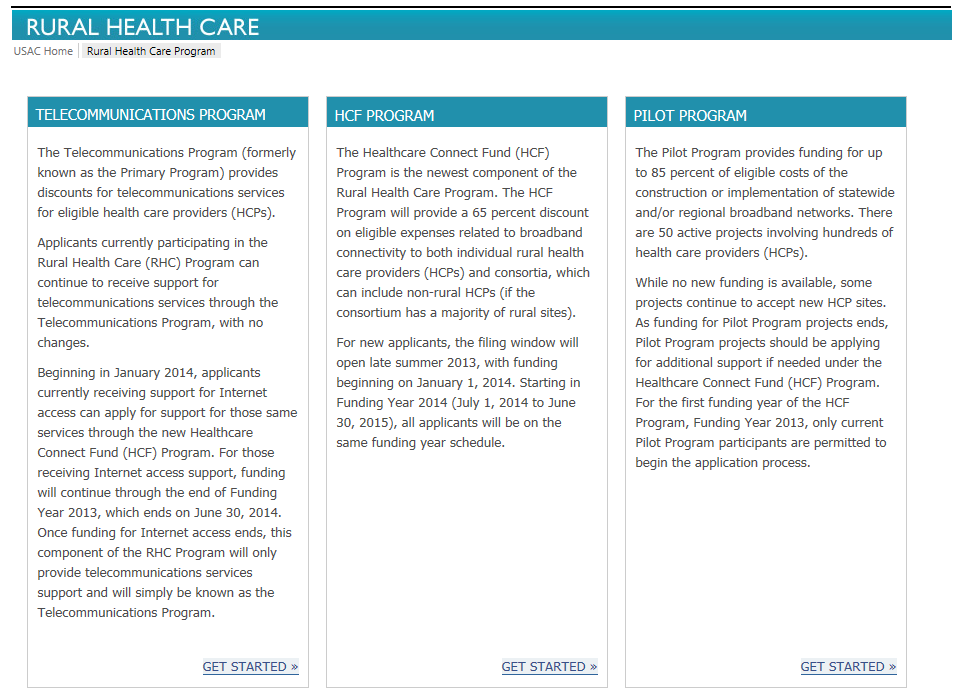 RURAL HEALTH CARE
USAC Home | Rural Health Care Program
TELECOMMUNICATIONS PROGRAM
The Telecommunications Program (formerly
known as the Primary Program) provides
discounts for telecommunications services
for eligible health care providers (HCPs).
Applicants currently participating in the
Rural Health Care (RHC) Program can
continue to receive support for
telecommunications services through the
Telecommunications Program, with no
changes.
Beginning in January 2014, applicants
currently receiving support for Internet
access can apply for support for those same
services through the new Healthcare
Connect Fund (HCF) Program. For those
receiving Internet access support, funding
will continue through the end of Funding
Year 2013, which ends on June 30, 2014.
Once funding for Internet access ends, this
component of the RHC Program will only
provide telecommunications services
support and will simply be known as the
Telecommunications Program.
GET STARTED »
HCF PROGRAM
The Healthcare Connect Fund (HCF)
Program is the newest component of the
Rural Health Care Program. The HCF
Program will provide a 65 percent discount
on eligible expenses related to broadband
connectivity to both individual rural health
care providers (HCPs) and consortia, which
can include non-rural HCPs (if the
consortium has a majority of rural sites).
For new applicants, the filing window will
open late summer 2013, with funding
beginning on January 1, 2014. Starting in
Funding Year 2014 (July 1, 2014 to June
30, 2015), all applicants will be on the
same funding year schedule.
GET STARTED »
PILOT PROGRAM
The Pilot Program provides funding for up
to 85 percent of eligible costs of the
construction or implementation of statewide
and/or regional broadband networks. There
are 50 active projects involving hundreds of
health care providers (HCPs).
While no new funding is available, some
projects continue to accept new HCP sites.
As funding for Pilot Program projects ends,
Pilot Program projects should be applying
for additional support if needed under the
Healthcare Connect Fund (HCF) Program.
For the first funding year of the HCF
Program, Funding Year 2013, only current
Pilot Program participants are permitted to
begin the application process.
GET STARTED »